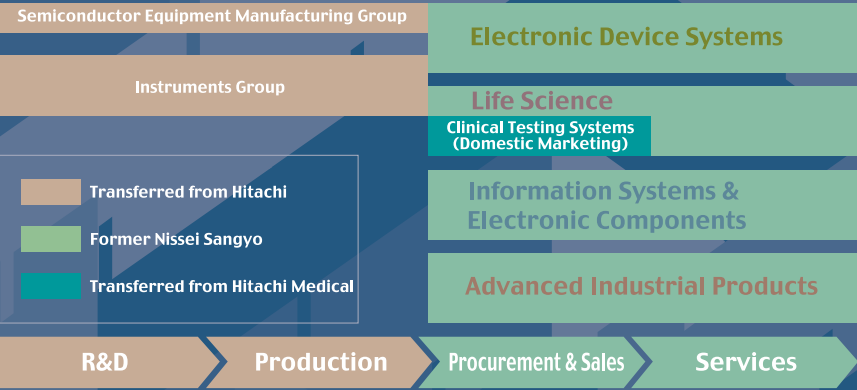 Semiconductor Equipment Manufacturing Group
Electronic Device Systems
Instruments Group
Life Science
Clinical Testing Systems
(Domestic Marketing)
Transferred from Hitachi
Former Nissei Sangyo
Transferred from Hitachi Medical
Information Systems &
Electronic Components
Advanced Industrial Products
R&D
Production
Procurement & Sales
Services